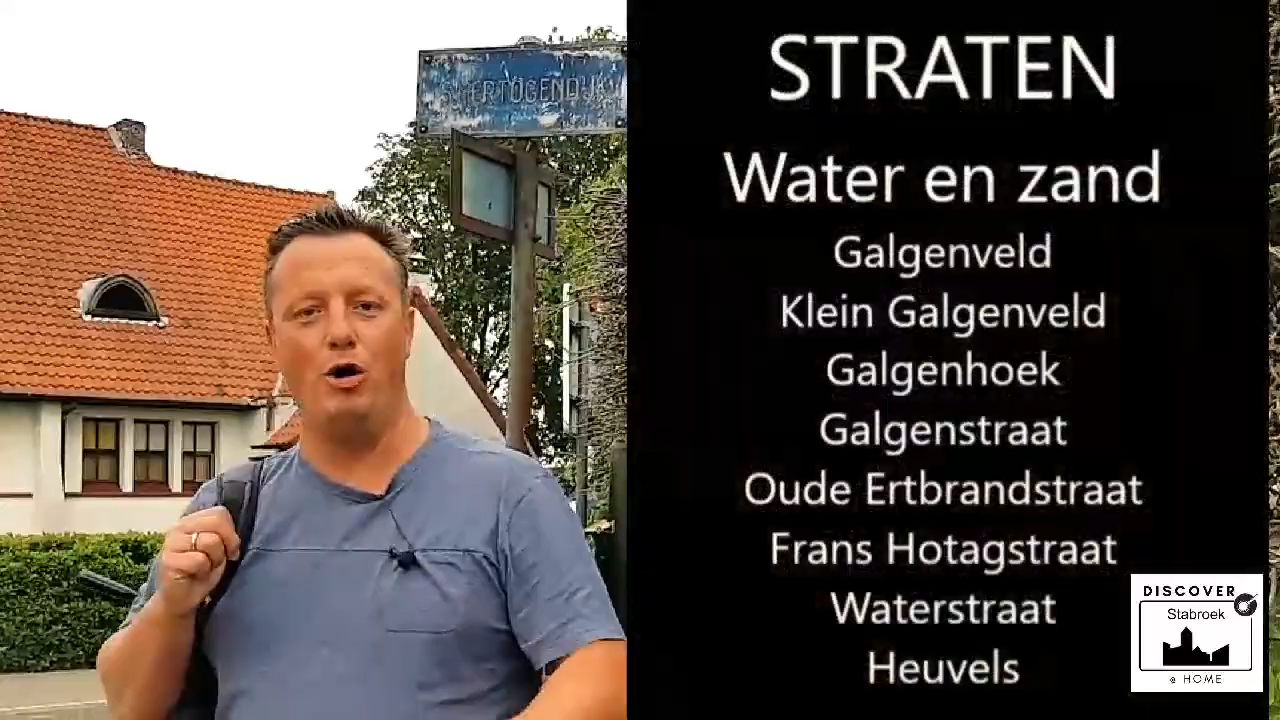 STRATEN
Water en zand
Galgenveld
Klein Galgenveld
Galgenhoek
Galgenstraat
Oude Ertbrandstraat
Frans Hotagstraat
Waterstraat
Heuvels
DISCOVER
Stabroek
@ HOME